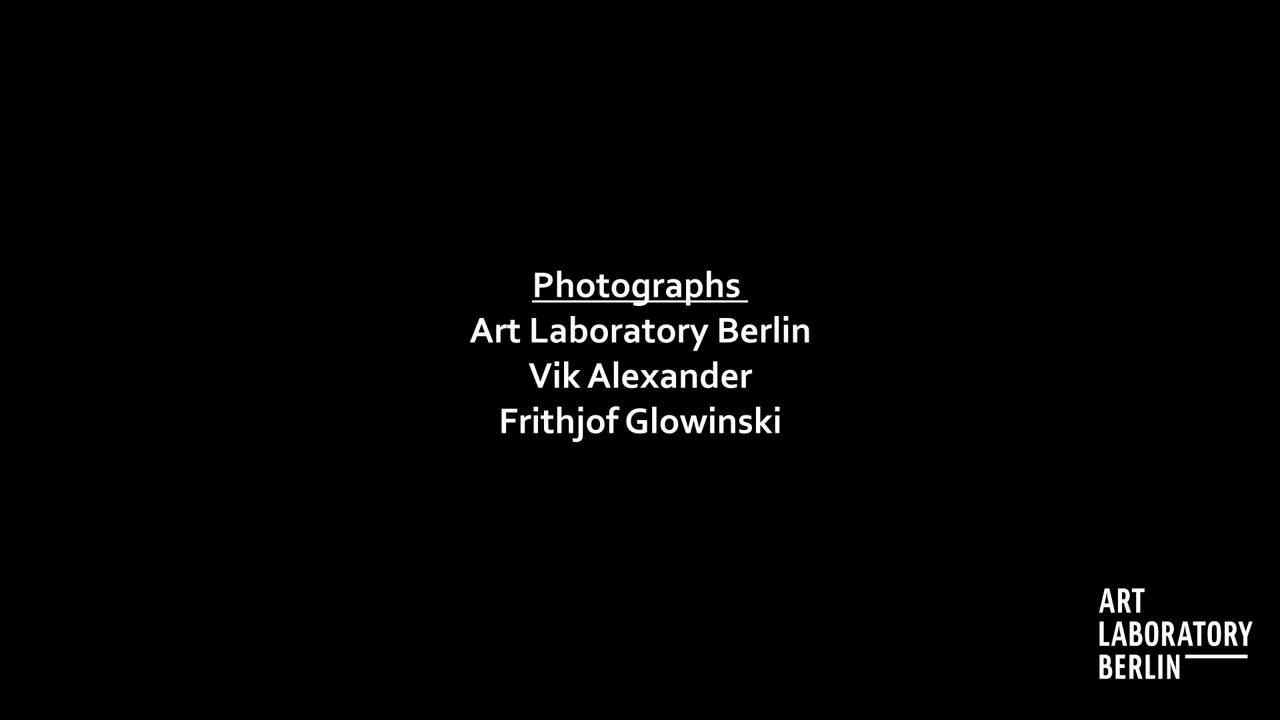 Photographs
Art Laboratory Berlin
Vik Alexander
Frithjof Glowinski
ART
LABORATORY
BERLIN